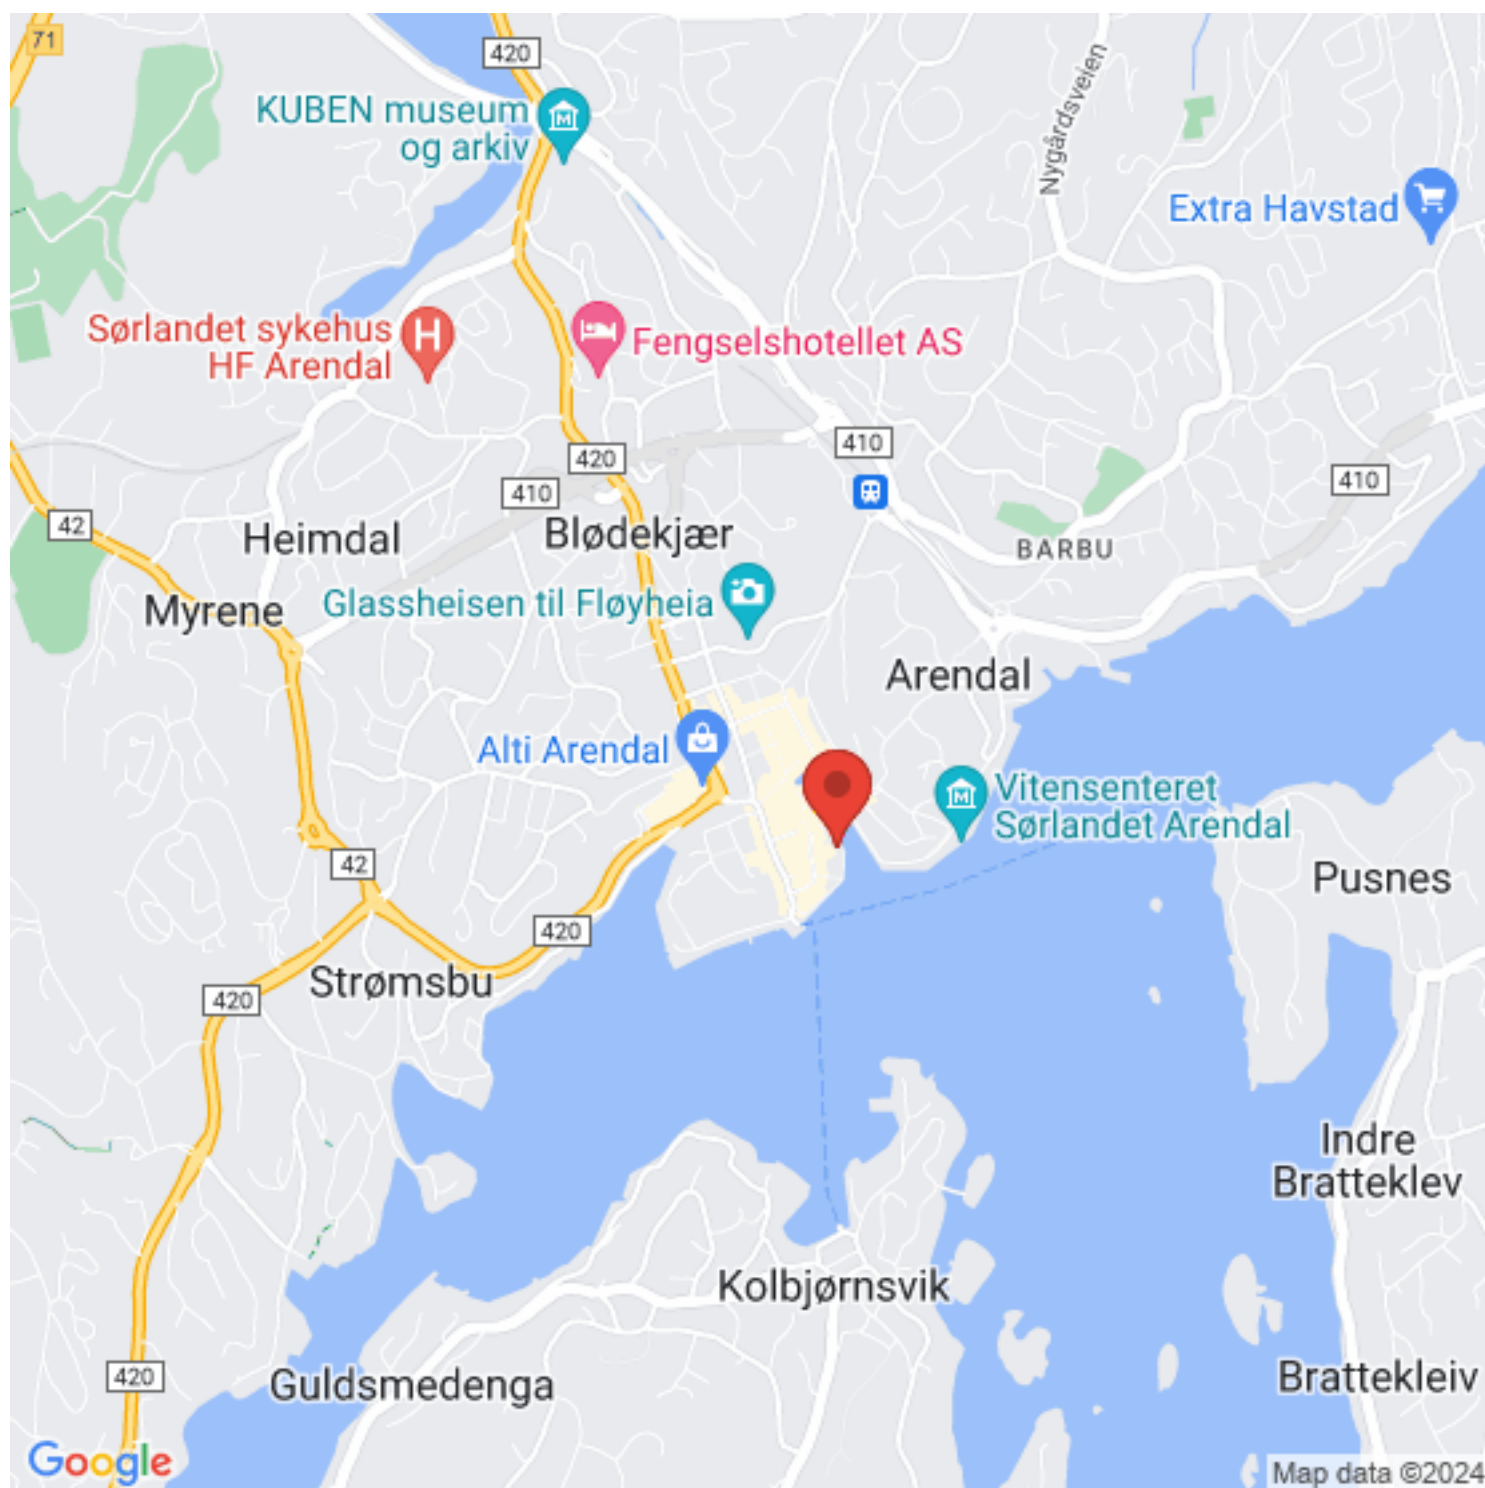 71
420
KUBEN museum
og arkiv
Nygårdsveien
Extra Havstad
Sørlandet sykehus
HF Arendal
Fengselshotellet AS
410
420
410
410
42
Heimdal
Blødekjær
BARBU
Myrene
Glassheisen til Fløyheia
Arendal
Alti Arendal
Vitensenteret
Sørlandet Arendal
42
Pusnes
420
Strømsbu
420
Indre
Bratteklev
Kolbjørnsvik
420
Guldsmedenga
Brattekleiv
Google
Map data ©2024